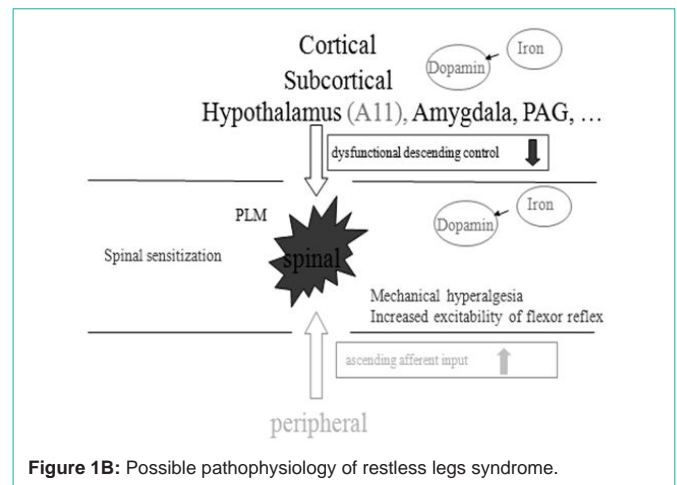 Cortical
Subcortical
Dopamin
Iron
Hypothalamus (A11), Amygdala, PAG, …
dysfunctional descending control
PLM
Iron
Dopamin
Spinal sensitization
spinal
Mechanical hyperalgesia
Increased excitability of flexor reflex
ascending afferent input
peripheral
Figure 1B: Possible pathophysiology of restless legs syndrome.